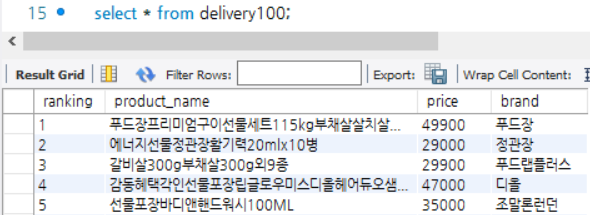 15 select * from delivery100;
Result Grid Filter Rows: Export: Wrap Cell Content:
ranking product_name price brand
1 푸드장프리미엄구이선물세트115kg부채살살치살... 49900 푸드장
2 에너지선물정관장활기력20mlx10병 29000 정관장
3 갈비살300g부채살300g외9종 29900 푸드랩플러스
4 감동혜택각인선물포장립글로우미스디올헤어듀오샘... 47000 디올
5 선물포장바디앤핸드워시100ML 35000 조말론런던